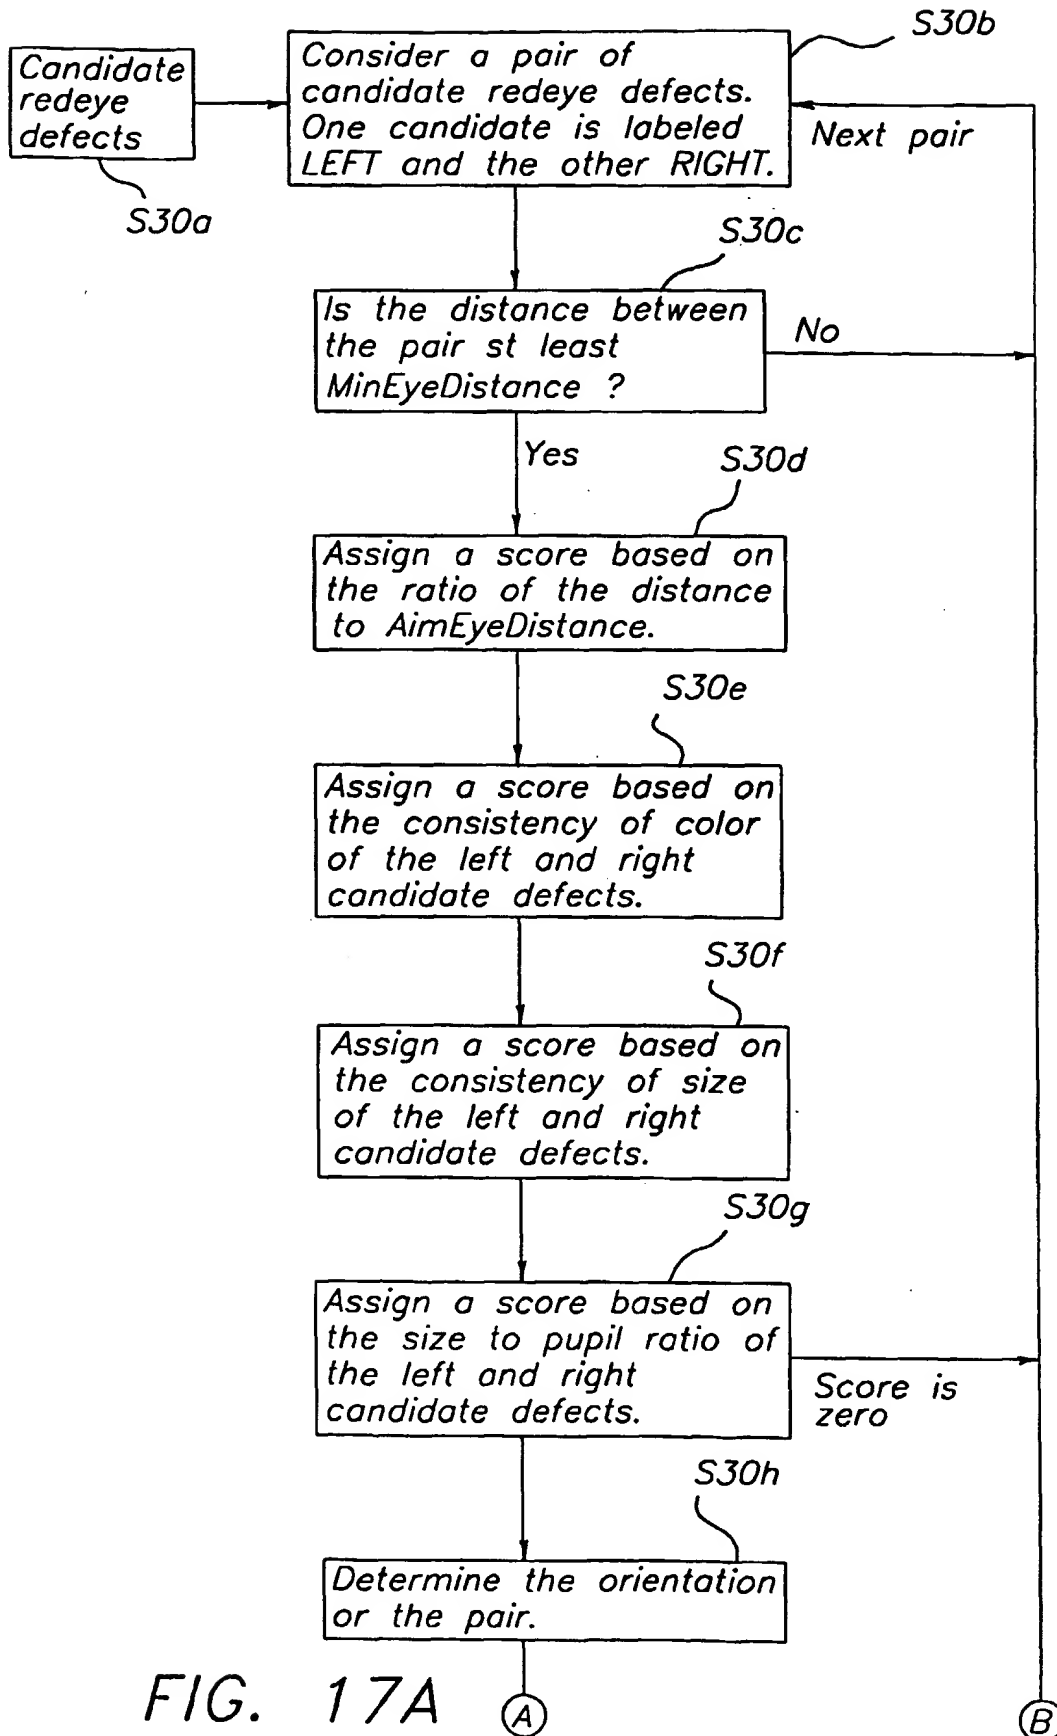 S30b
Candidate
redeye
defects
S30a
Consider a pair of
candidate redeye defects.
One candidate is labeled
LEFT and the other RIGHT.
Next pair
S30c
Is the distance between
the pair st least
MinEyeDistance ?
No
Yes
S30d
Assign a score based on
the ratio of the distance
to AimEyeDistance.
S30e
Assign a score based on
the consistency of color
of the left and right
candidate defects.
S30f
Assign a score based on
the consistency of size
of the left and right
candidate defects.
S30g
Assign a score based on
the size to pupil ratio of
the left and right
candidate defects.
Score is
zero
S30h
Determine the orientation
or the pair.
FIG. 17A
A
B